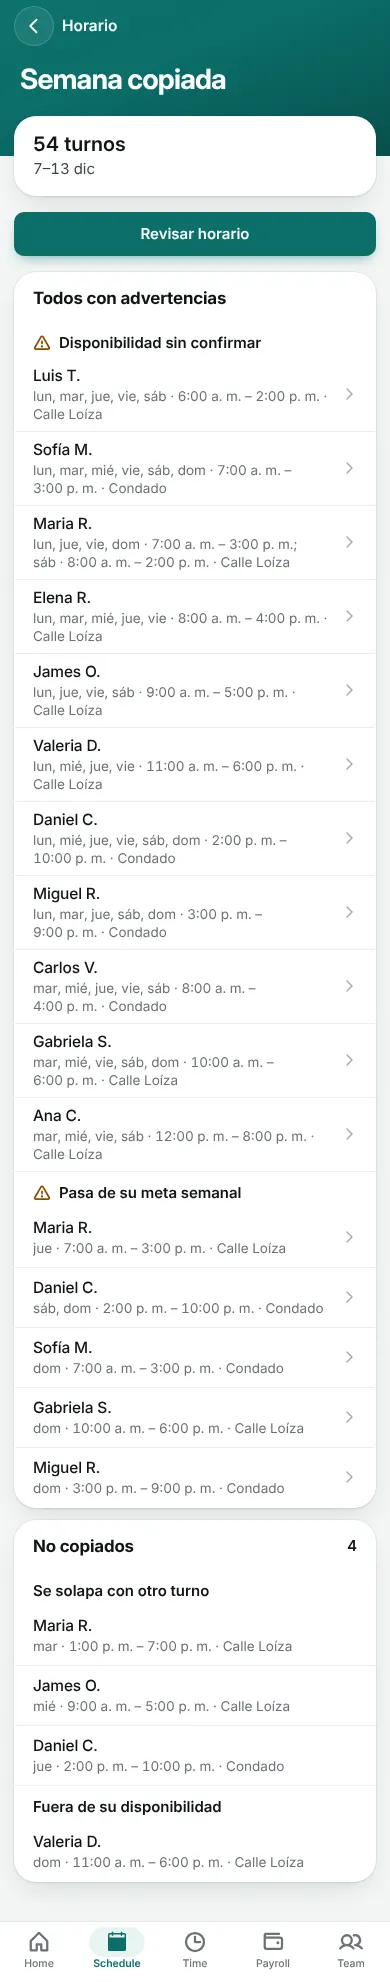 Horario
Semana copiada
54 turnos
7–13 dic
Revisar horario
Todos con advertencias
Disponibilidad sin confirmar
Luis T.
lun, mar, jue, vie, sáb · 6:00 a. m. – 2:00 p. m. ·
Calle Loíza
Sofía M.
lun, mar, mié, vie, sáb, dom · 7:00 a. m. –
3:00 p. m. · Condado
Maria R.
lun, jue, vie, dom · 7:00 a. m. – 3:00 p. m.;
sáb · 8:00 a. m. – 2:00 p. m. · Calle Loíza
Elena R.
lun, mar, mié, jue, vie · 8:00 a. m. – 4:00 p. m. ·
Calle Loíza
James O.
lun, jue, vie, sáb · 9:00 a. m. – 5:00 p. m. ·
Calle Loíza
Valeria D.
lun, mié, jue, vie · 11:00 a. m. – 6:00 p. m. ·
Calle Loíza
Daniel C.
lun, mié, jue, vie, sáb, dom · 2:00 p. m. –
10:00 p. m. · Condado
Miguel R.
lun, mar, jue, sáb, dom · 3:00 p. m. –
9:00 p. m. · Condado
Carlos V.
mar, mié, jue, vie, sáb · 8:00 a. m. –
4:00 p. m. · Condado
Gabriela S.
mar, mié, vie, sáb, dom · 10:00 a. m. –
6:00 p. m. · Calle Loíza
Ana C.
mar, mié, vie, sáb · 12:00 p. m. – 8:00 p. m. ·
Calle Loíza
Pasa de su meta semanal
Maria R.
jue · 7:00 a. m. – 3:00 p. m. · Calle Loíza
Daniel C.
sáb, dom · 2:00 p. m. – 10:00 p. m. · Condado
Sofía M.
dom · 7:00 a. m. – 3:00 p. m. · Condado
Gabriela S.
dom · 10:00 a. m. – 6:00 p. m. · Calle Loíza
Miguel R.
dom · 3:00 p. m. – 9:00 p. m. · Condado
No copiados 4
Se solapa con otro turno
Maria R.
mar · 1:00 p. m. – 7:00 p. m. · Calle Loíza
James O.
mié · 9:00 a. m. – 5:00 p. m. · Calle Loíza
Daniel C.
jue · 2:00 p. m. – 10:00 p. m. · Condado
Fuera de su disponibilidad
Valeria D.
dom · 11:00 a. m. – 6:00 p. m. · Calle Loíza
Home Schedule Time Payroll Team